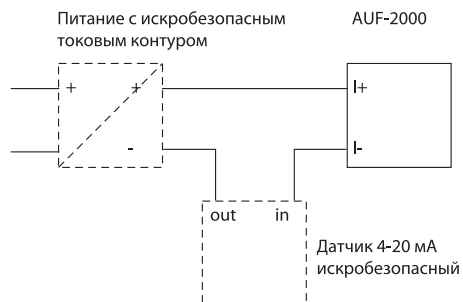 Питание с искробезопасным
токовым контуром
AUF-2000
+ +
I+
-
I-
out in
Датчик 4-20 мА
искробезопасный